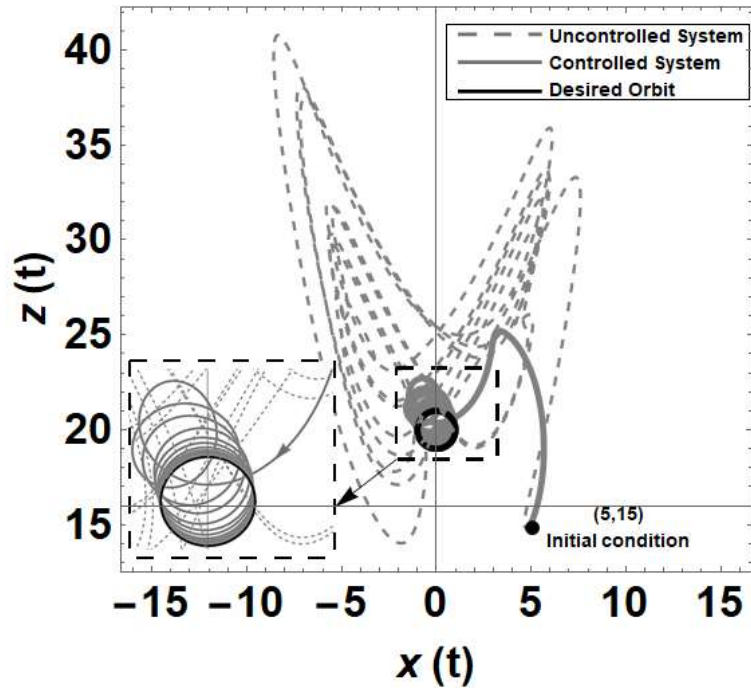 Uncontrolled System
Controlled System
Desired Orbit
40
35
30
25
20
15
z (t)
(5,15)
Initial condition
−15 −10 −5 0 5 10 15
x (t)